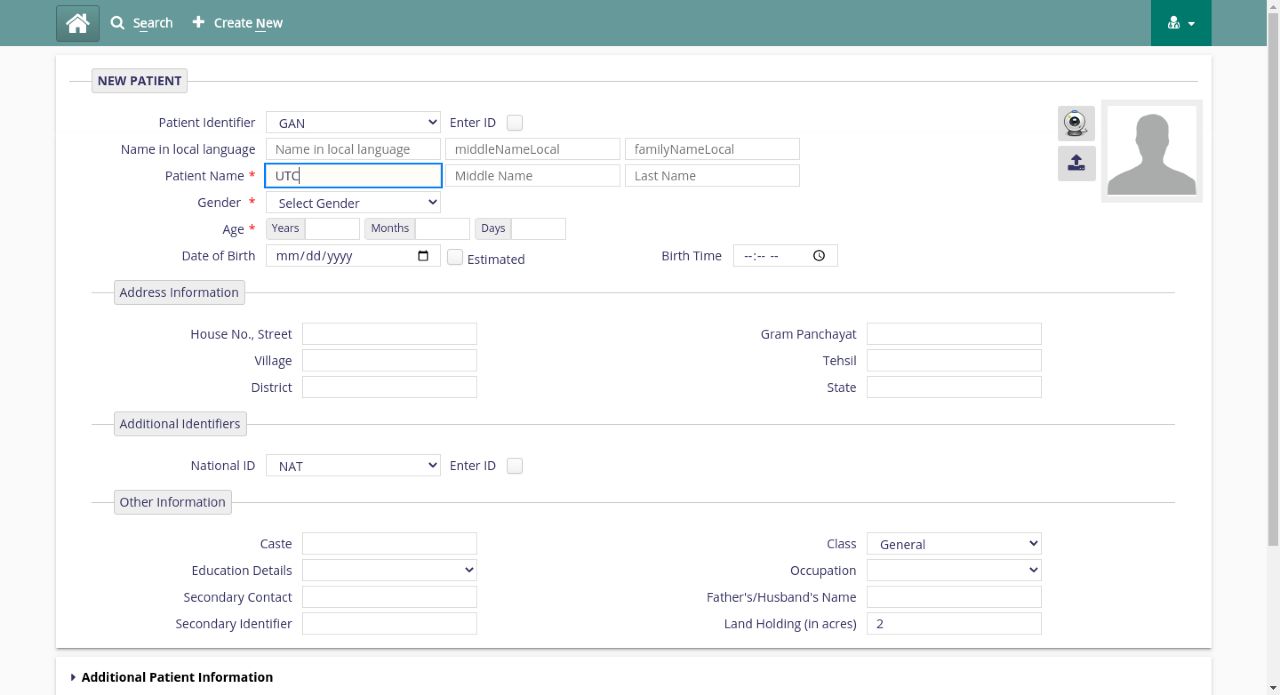 Search
Create New
NEW PATIENT
Patient Identifier GAN Enter ID
Name in local language Name in local language middleNameLocal familyNameLocal
Patient Name * UTC Middle Name Last Name
Gender * Select Gender
Age * Years Months Days
Date of Birth mm/dd/yyyy Estimated Birth Time --:-- --
Address Information
House No., Street Gram Panchayat
Village Tehsil
District State
Additional Identifiers
National ID NAT Enter ID
Other Information
Caste Class General
Education Details Occupation
Secondary Contact Father's/Husband's Name
Secondary Identifier Land Holding (in acres) 2
Additional Patient Information